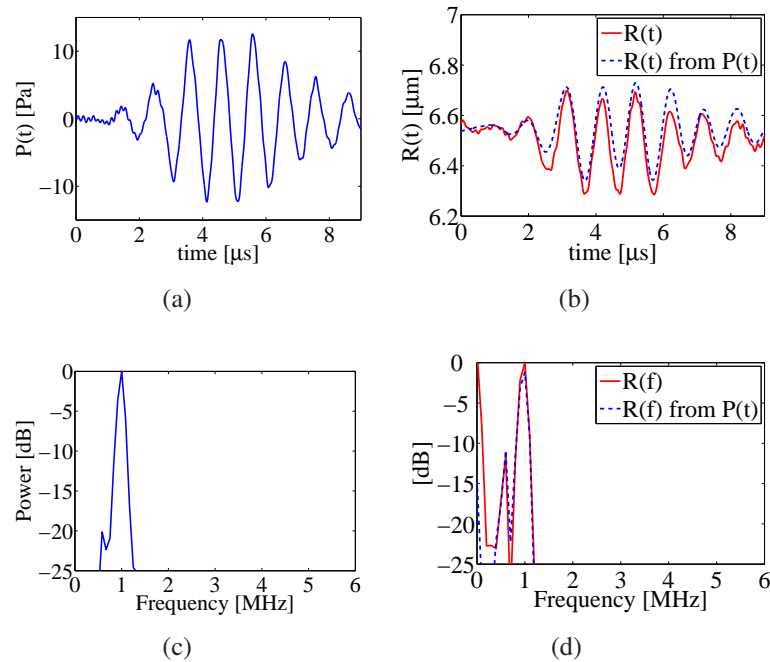 10
0
−10
P(t) [Pa]
0 2 4 6 8
time [μs]
(a)
7
6.8
6.6
6.4
6.2
R(t) [μm]
R(t)
R(t) from P(t)
0 2 4 6 8
time [μs]
(b)
0
−5
−10
−15
−20
−25
Power [dB]
0 1 2 3 4 5 6
Frequency [MHz]
(c)
0
−5
−10
−15
−20
−25
[dB]
R(f)
R(f) from P(t)
0 1 2 3 4 5 6
Frequency [MHz]
(d)